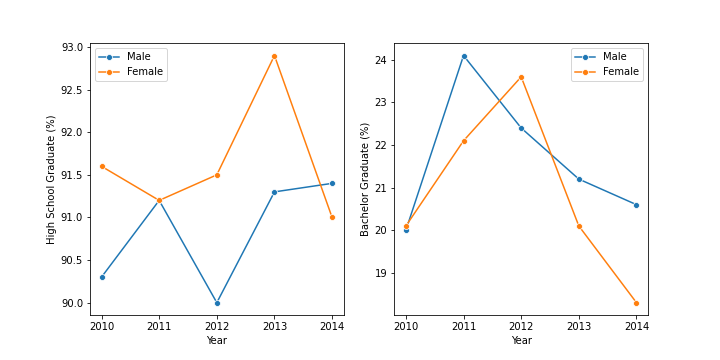 Male
Female
High School Graduate (%)
93.0
92.5
92.0
91.5
91.0
90.5
90.0
2010 2011 2012 2013 2014
Year
Male
Female
Bachelor Graduate (%)
24
23
22
21
20
19
2010 2011 2012 2013 2014
Year